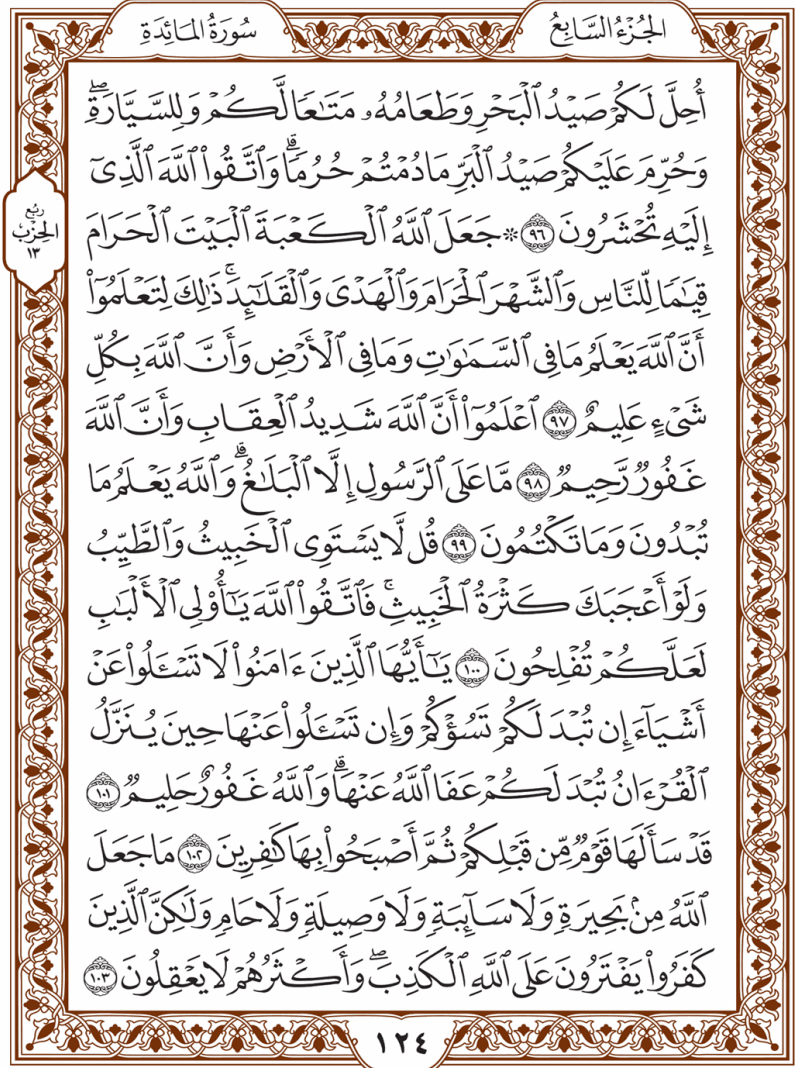 الجُزْءُ السَّابِعُ
سُورَةُ المَائِدَةِ
أُحِلَّ لَكُمۡ صَيۡدُ ٱلۡبَحۡرِ وَطَعَامُهُۥ مَتَٰعٗا لَّكُمۡ وَلِلسَّيَّارَةِۖ
وَحُرِّمَ عَلَيۡكُمۡ صَيۡدُ ٱلۡبَرِّ مَا دُمۡتُمۡ حُرُمٗاۗ وَٱتَّقُواْ ٱللَّهَ ٱلَّذِيٓ
إِلَيۡهِ تُحۡشَرُونَ ٩٦ ۞ جَعَلَ ٱللَّهُ ٱلۡكَعۡبَةَ ٱلۡبَيۡتَ ٱلۡحَرَامَ
رُبع
الحِزْب
١٣
قِيَٰمٗا لِّلنَّاسِ وَٱلشَّهۡرَ ٱلۡحَرَامَ وَٱلۡهَدۡيَ وَٱلۡقَلَٰٓئِدَۚ ذَٰلِكَ لِتَعۡلَمُوٓاْ
أَنَّ ٱللَّهَ يَعۡلَمُ مَا فِي ٱلسَّمَٰوَٰتِ وَمَا فِي ٱلۡأَرۡضِ وَأَنَّ ٱللَّهَ بِكُلِّ
شَيۡءٍ عَلِيمٌ ٩٧ ٱعۡلَمُوٓاْ أَنَّ ٱللَّهَ شَدِيدُ ٱلۡعِقَابِ وَأَنَّ ٱللَّهَ
غَفُورٞ رَّحِيمٞ ٩٨ مَّا عَلَى ٱلرَّسُولِ إِلَّا ٱلۡبَلَٰغُۗ وَٱللَّهُ يَعۡلَمُ مَا
تُبۡدُونَ وَمَا تَكۡتُمُونَ ٩٩ قُل لَّا يَسۡتَوِي ٱلۡخَبِيثُ وَٱلطَّيِّبُ
وَلَوۡ أَعۡجَبَكَ كَثۡرَةُ ٱلۡخَبِيثِۚ فَٱتَّقُواْ ٱللَّهَ يَٰٓأُوْلِي ٱلۡأَلۡبَٰبِ
لَعَلَّكُمۡ تُفۡلِحُونَ ١٠٠ يَٰٓأَيُّهَا ٱلَّذِينَ ءَامَنُواْ لَا تَسۡـَٔلُواْ عَنۡ
أَشۡيَآءَ إِن تُبۡدَ لَكُمۡ تَسُؤۡكُمۡ وَإِن تَسۡـَٔلُواْ عَنۡهَا حِينَ يُنَزَّلُ
ٱلۡقُرۡءَانُ تُبۡدَ لَكُمۡ عَفَا ٱللَّهُ عَنۡهَاۗ وَٱللَّهُ غَفُورٌ حَلِيمٞ ١٠١
قَدۡ سَأَلَهَا قَوۡمٞ مِّن قَبۡلِكُمۡ ثُمَّ أَصۡبَحُواْ بِهَا كَٰفِرِينَ ١٠٢ مَا جَعَلَ
ٱللَّهُ مِنۢ بَحِيرَةٖ وَلَا سَآئِبَةٖ وَلَا وَصِيلَةٖ وَلَا حَامٖ وَلَٰكِنَّ ٱلَّذِينَ
كَفَرُواْ يَفۡتَرُونَ عَلَى ٱللَّهِ ٱلۡكَذِبَۖ وَأَكۡثَرُهُمۡ لَا يَعۡقِلُونَ ١٠٣
١٢٤